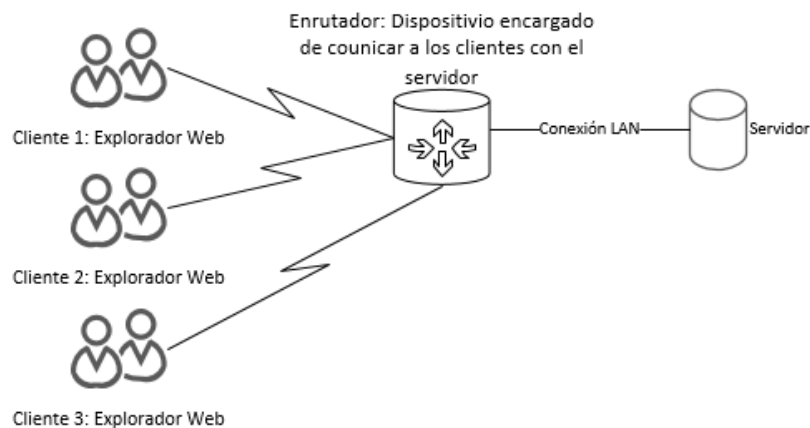 Enrutador: Dispositivio encargado
de counicar a los clientes con el
servidor
Cliente 1: Explorador Web
Conexión LAN
Servidor
Cliente 2: Explorador Web
Cliente 3: Explorador Web